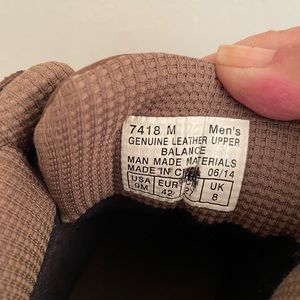 7418 M Men's
GENUINE LEATHER UPPER
BALANCE
MAN MADE MATERIALS
MADE IN 06/14
USA EUR UK
9M 42 8